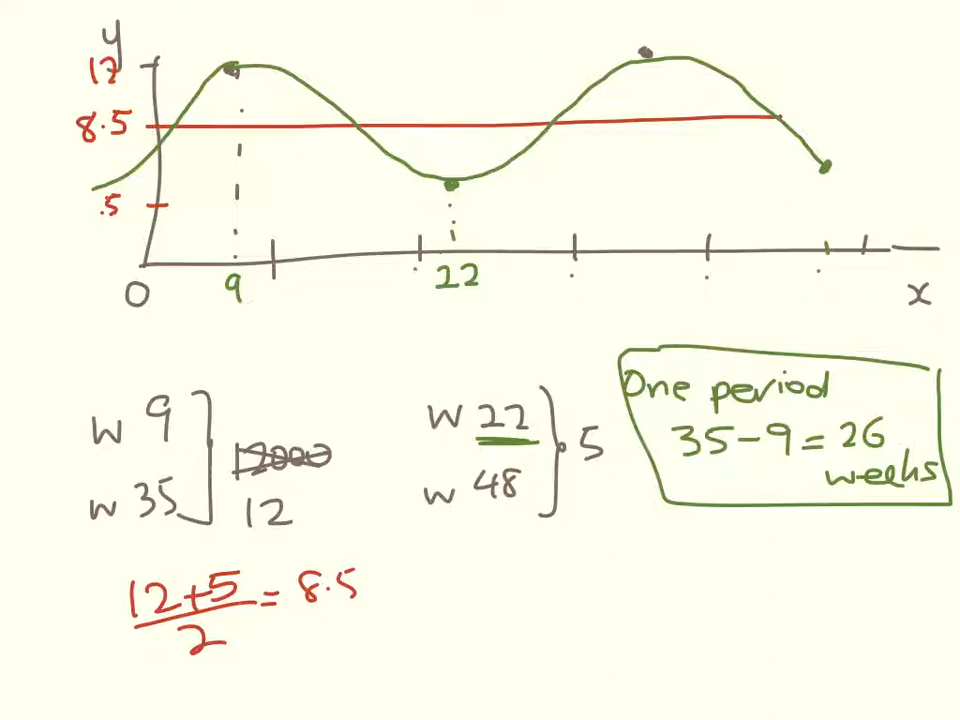 y
12
8.5
.5
0
9
22
x
w 9
w 35
12000
12
w 22
w 48
5
One period
35-9=26
weeks
12+5
2
= 8.5